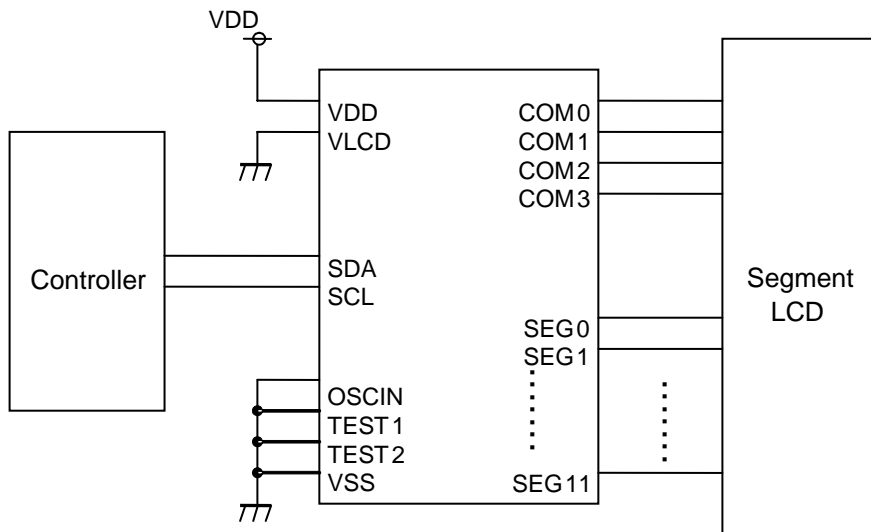 VDD
VDD
VLCD
COM0
COM1
COM2
COM3
Controller
SDA
SCL
Segment
LCD
SEG0
SEG1
OSCIN
TEST1
TEST2
VSS
SEG11